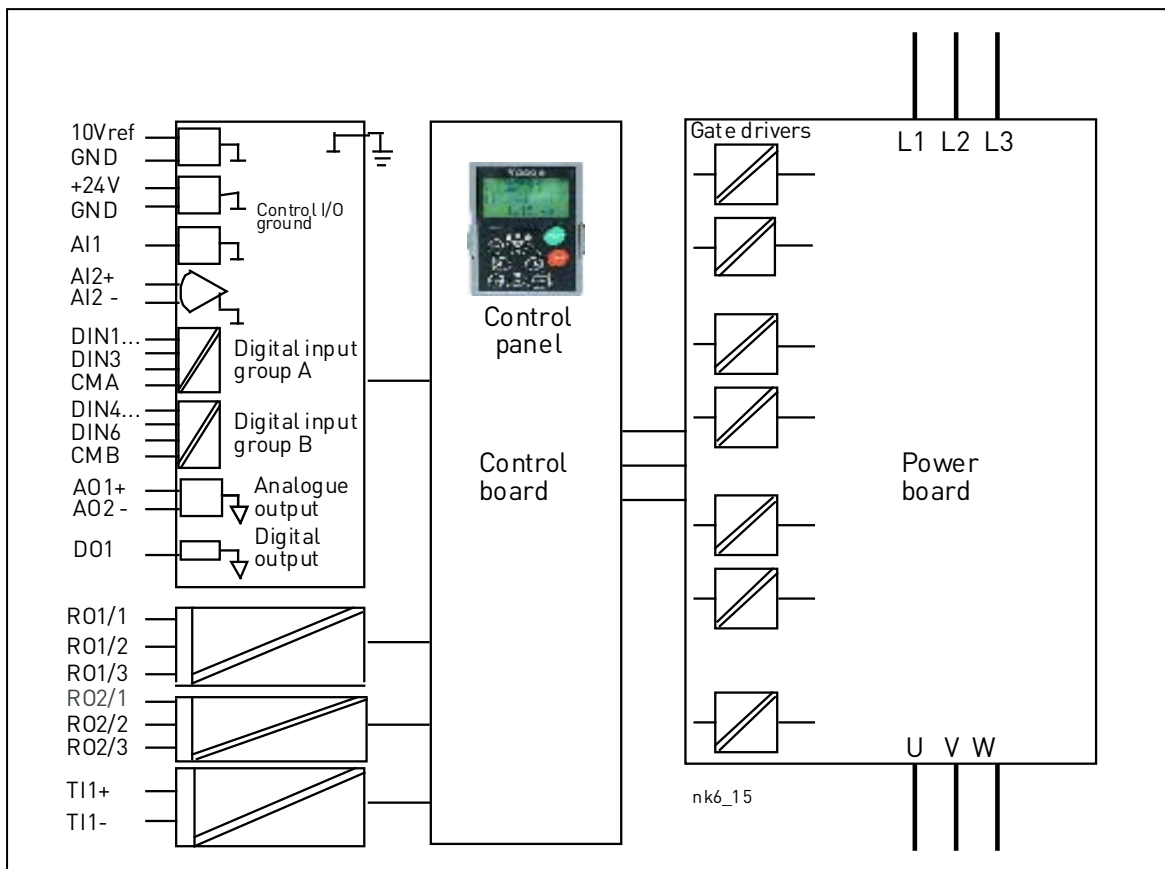 10Vref
GND
+24V
GND
Control I/O
ground
AI1
AI2+
AI2 -
DIN1...
DIN3
CMA
Digital input
group A
DIN4...
DIN6
CMB
Digital input
group B
AO1+
AO2 -
Analogue
output
DO1
Digital
output
RO1/1
RO1/2
RO1/3
RO2/1
RO2/2
RO2/3
TI1+
TI1-
Control
panel
Control
board
Gate drivers
L1 L2 L3
Power
board
U V W
nk6_15